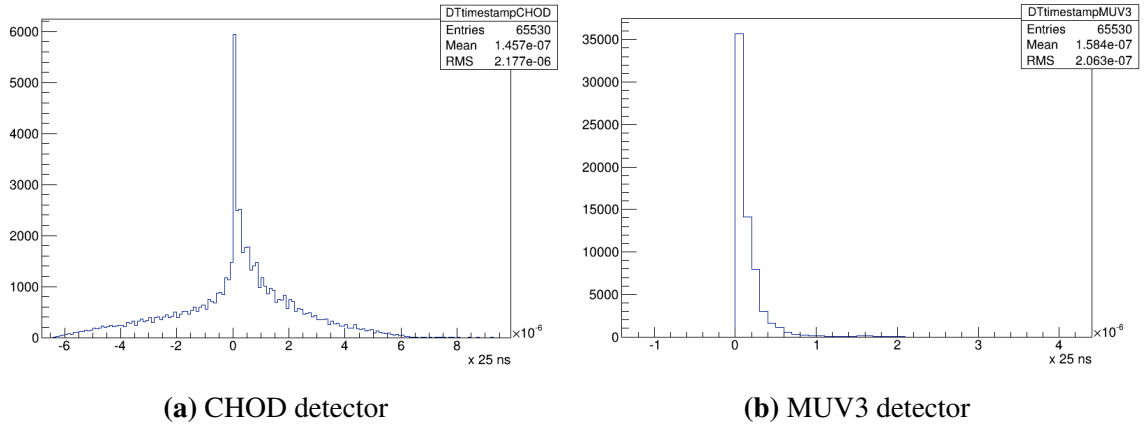 DTtimestampCHOD
Entries 65530
Mean 1.457e-07
RMS 2.177e-06
6000
5000
4000
3000
2000
1000
0
-6 -4 -2 0 2 4 6 8
×10-6
x 25 ns
(a) CHOD detector
DTtimestampMUV3
Entries 65530
Mean 1.584e-07
RMS 2.063e-07
35000
30000
25000
20000
15000
10000
5000
0
-1 0 1 2 3 4
×10-6
x 25 ns
(b) MUV3 detector